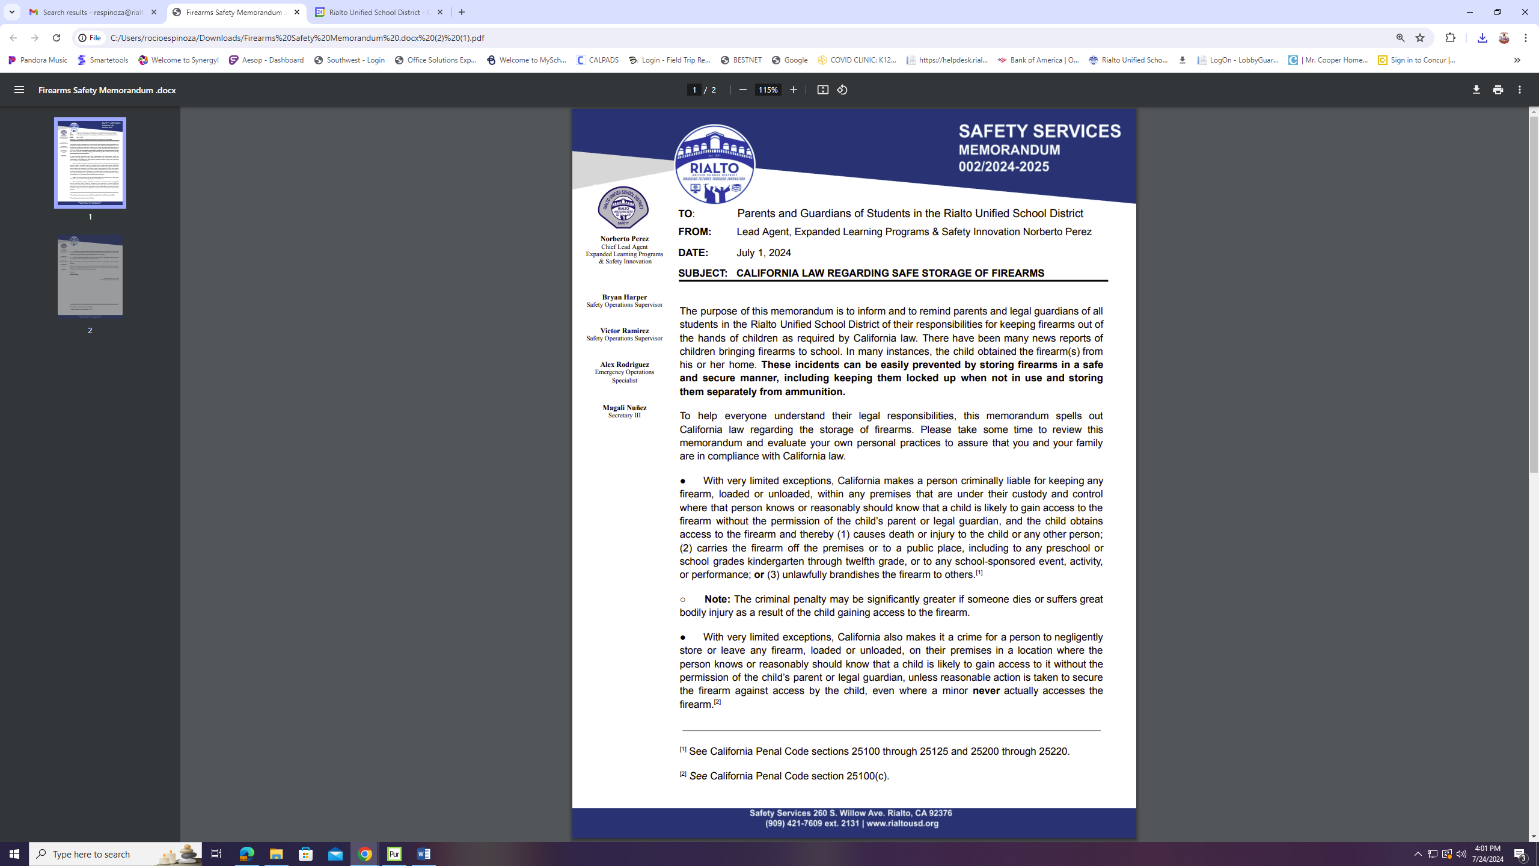 Search results - respinoza@rial
Firearms Safety Memorandum .
Rialto Unified School District - C
File
C:/Users/rocioespinoza/Downloads/Firearms%20Safety%20Memorandum%20.docx%20(2)%20(1).pdf
Pandora Music
Smartetools
Welcome to Synergy!
Aesop - Dashboard
Southwest - Login
Office Solutions Exp...
Welcome to MySch...
CALPADS
Login - Field Trip Re...
BESTNET
Google
COVID CLINIC: K12...
https://helpdesk.rial...
Bank of America | O...
Rialto Unified Scho...
LogOn - LobbyGuar...
| Mr. Cooper Home...
Sign in to Concur |...
Firearms Safety Memorandum .docx
1 / 2
115%
1
2
SAFETY SERVICES
MEMORANDUM
002/2024-2025
RIALTO
Norberto Perez
Chief Lead Agent
Expanded Learning Programs
& Safety Innovation
Bryan Harper
Safety Operations Supervisor
Victor Ramirez
Safety Operations Supervisor
Alex Rodriguez
Emergency Operations
Specialist
Magali Nuñez
Secretary III
TO: Parents and Guardians of Students in the Rialto Unified School District
FROM: Lead Agent, Expanded Learning Programs & Safety Innovation Norberto Perez
DATE: July 1, 2024
SUBJECT: CALIFORNIA LAW REGARDING SAFE STORAGE OF FIREARMS
The purpose of this memorandum is to inform and to remind parents and legal guardians of all
students in the Rialto Unified School District of their responsibilities for keeping firearms out of
the hands of children as required by California law. There have been many news reports of
children bringing firearms to school. In many instances, the child obtained the firearm(s) from
his or her home. These incidents can be easily prevented by storing firearms in a safe
and secure manner, including keeping them locked up when not in use and storing
them separately from ammunition.
To help everyone understand their legal responsibilities, this memorandum spells out
California law regarding the storage of firearms. Please take some time to review this
memorandum and evaluate your own personal practices to assure that you and your family
are in compliance with California law.
● With very limited exceptions, California makes a person criminally liable for keeping any
firearm, loaded or unloaded, within any premises that are under their custody and control
where that person knows or reasonably should know that a child is likely to gain access to the
firearm without the permission of the child's parent or legal guardian, and the child obtains
access to the firearm and thereby (1) causes death or injury to the child or any other person;
(2) carries the firearm off the premises or to a public place, including to any preschool or
school grades kindergarten through twelfth grade, or to any school-sponsored event, activity,
or performance; or (3) unlawfully brandishes the firearm to others.[1]
○ Note: The criminal penalty may be significantly greater if someone dies or suffers great
bodily injury as a result of the child gaining access to the firearm.
● With very limited exceptions, California also makes it a crime for a person to negligently
store or leave any firearm, loaded or unloaded, on their premises in a location where the
person knows or reasonably should know that a child is likely to gain access to it without the
permission of the child's parent or legal guardian, unless reasonable action is taken to secure
the firearm against access by the child, even where a minor never actually accesses the
firearm.[2]
[1] See California Penal Code sections 25100 through 25125 and 25200 through 25220.
[2] See California Penal Code section 25100(c).
Safety Services 260 S. Willow Ave. Rialto, CA 92376
(909) 421-7609 ext. 2131 | www.rialtousd.org
Type here to search
Pur
4:01 PM
7/24/2024